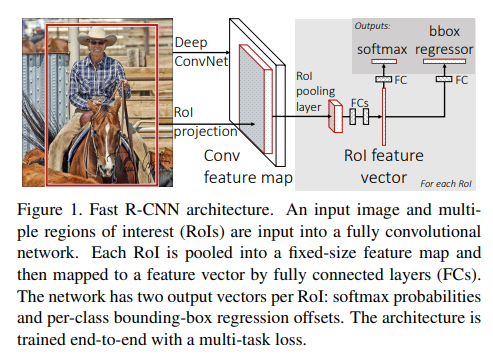 Outputs:
bbox
softmax
regressor
Deep
ConvNet
FC
FC
RoI
pooling
layer
FCs
RoI
projection
Conv
feature map
RoI feature
vector
For each RoI
Figure 1. Fast R-CNN architecture. An input image and multi-
ple regions of interest (RoIs) are input into a fully convolutional
network. Each RoI is pooled into a fixed-size feature map and
then mapped to a feature vector by fully connected layers (FCs).
The network has two output vectors per RoI: softmax probabilities
and per-class bounding-box regression offsets. The architecture is
trained end-to-end with a multi-task loss.